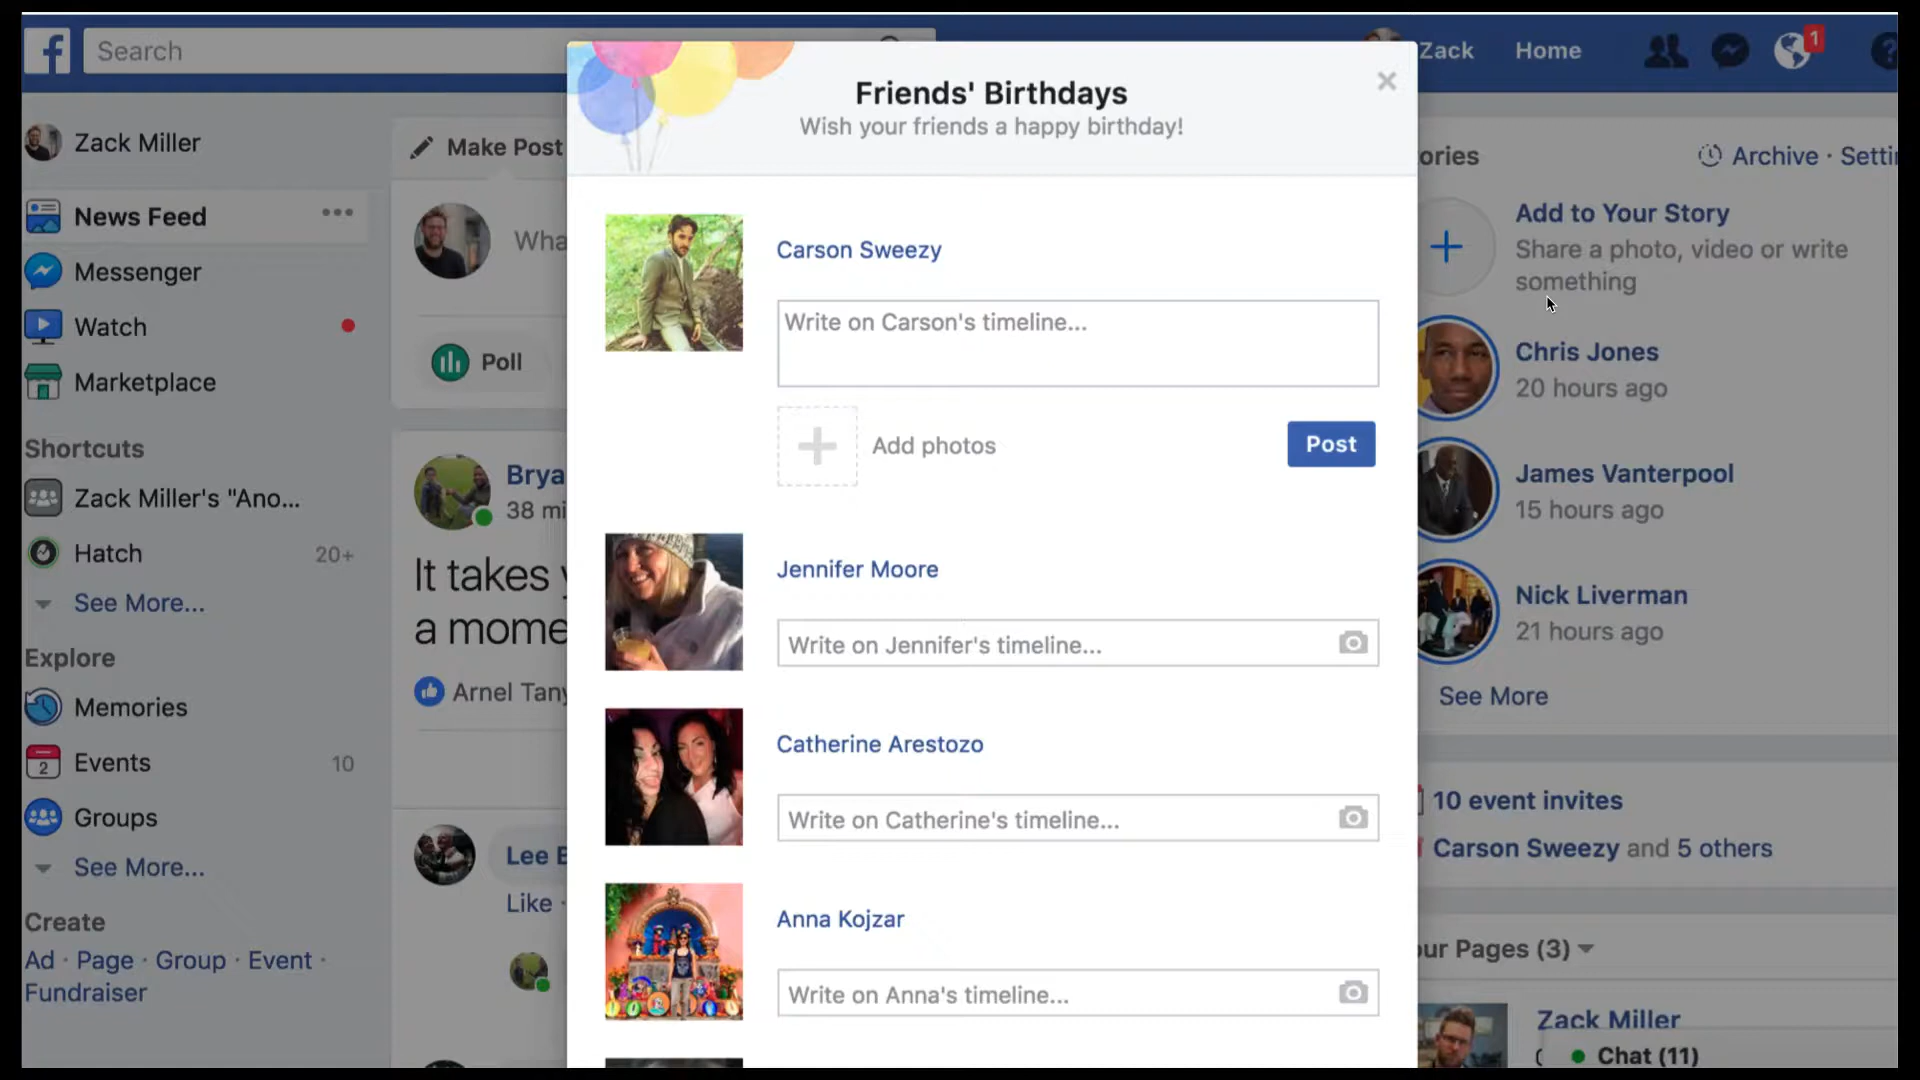 Search
Zack
Home
1
Zack Miller
News Feed
Messenger
Watch
Marketplace
Shortcuts
Zack Miller's "Ano...
Hatch 20+
See More...
Explore
Memories
2
Events 10
Groups
See More...
Create
Ad · Page · Group · Event ·
Fundraiser
Make Post
Wha
Poll
Brya
38 mi
It takes
a mome
Arnel Tany
Lee B
Like ·
Friends' Birthdays
Wish your friends a happy birthday!
Carson Sweezy
Write on Carson's timeline...
Add photos
Post
Jennifer Moore
Write on Jennifer's timeline...
Catherine Arestozo
Write on Catherine's timeline...
Anna Kojzar
Write on Anna's timeline...
ories
Archive · Settin
Add to Your Story
Share a photo, video or write
something
Chris Jones
20 hours ago
James Vanterpool
15 hours ago
Nick Liverman
21 hours ago
See More
10 event invites
Carson Sweezy and 5 others
our Pages (3)
Zack Miller
Chat (11)